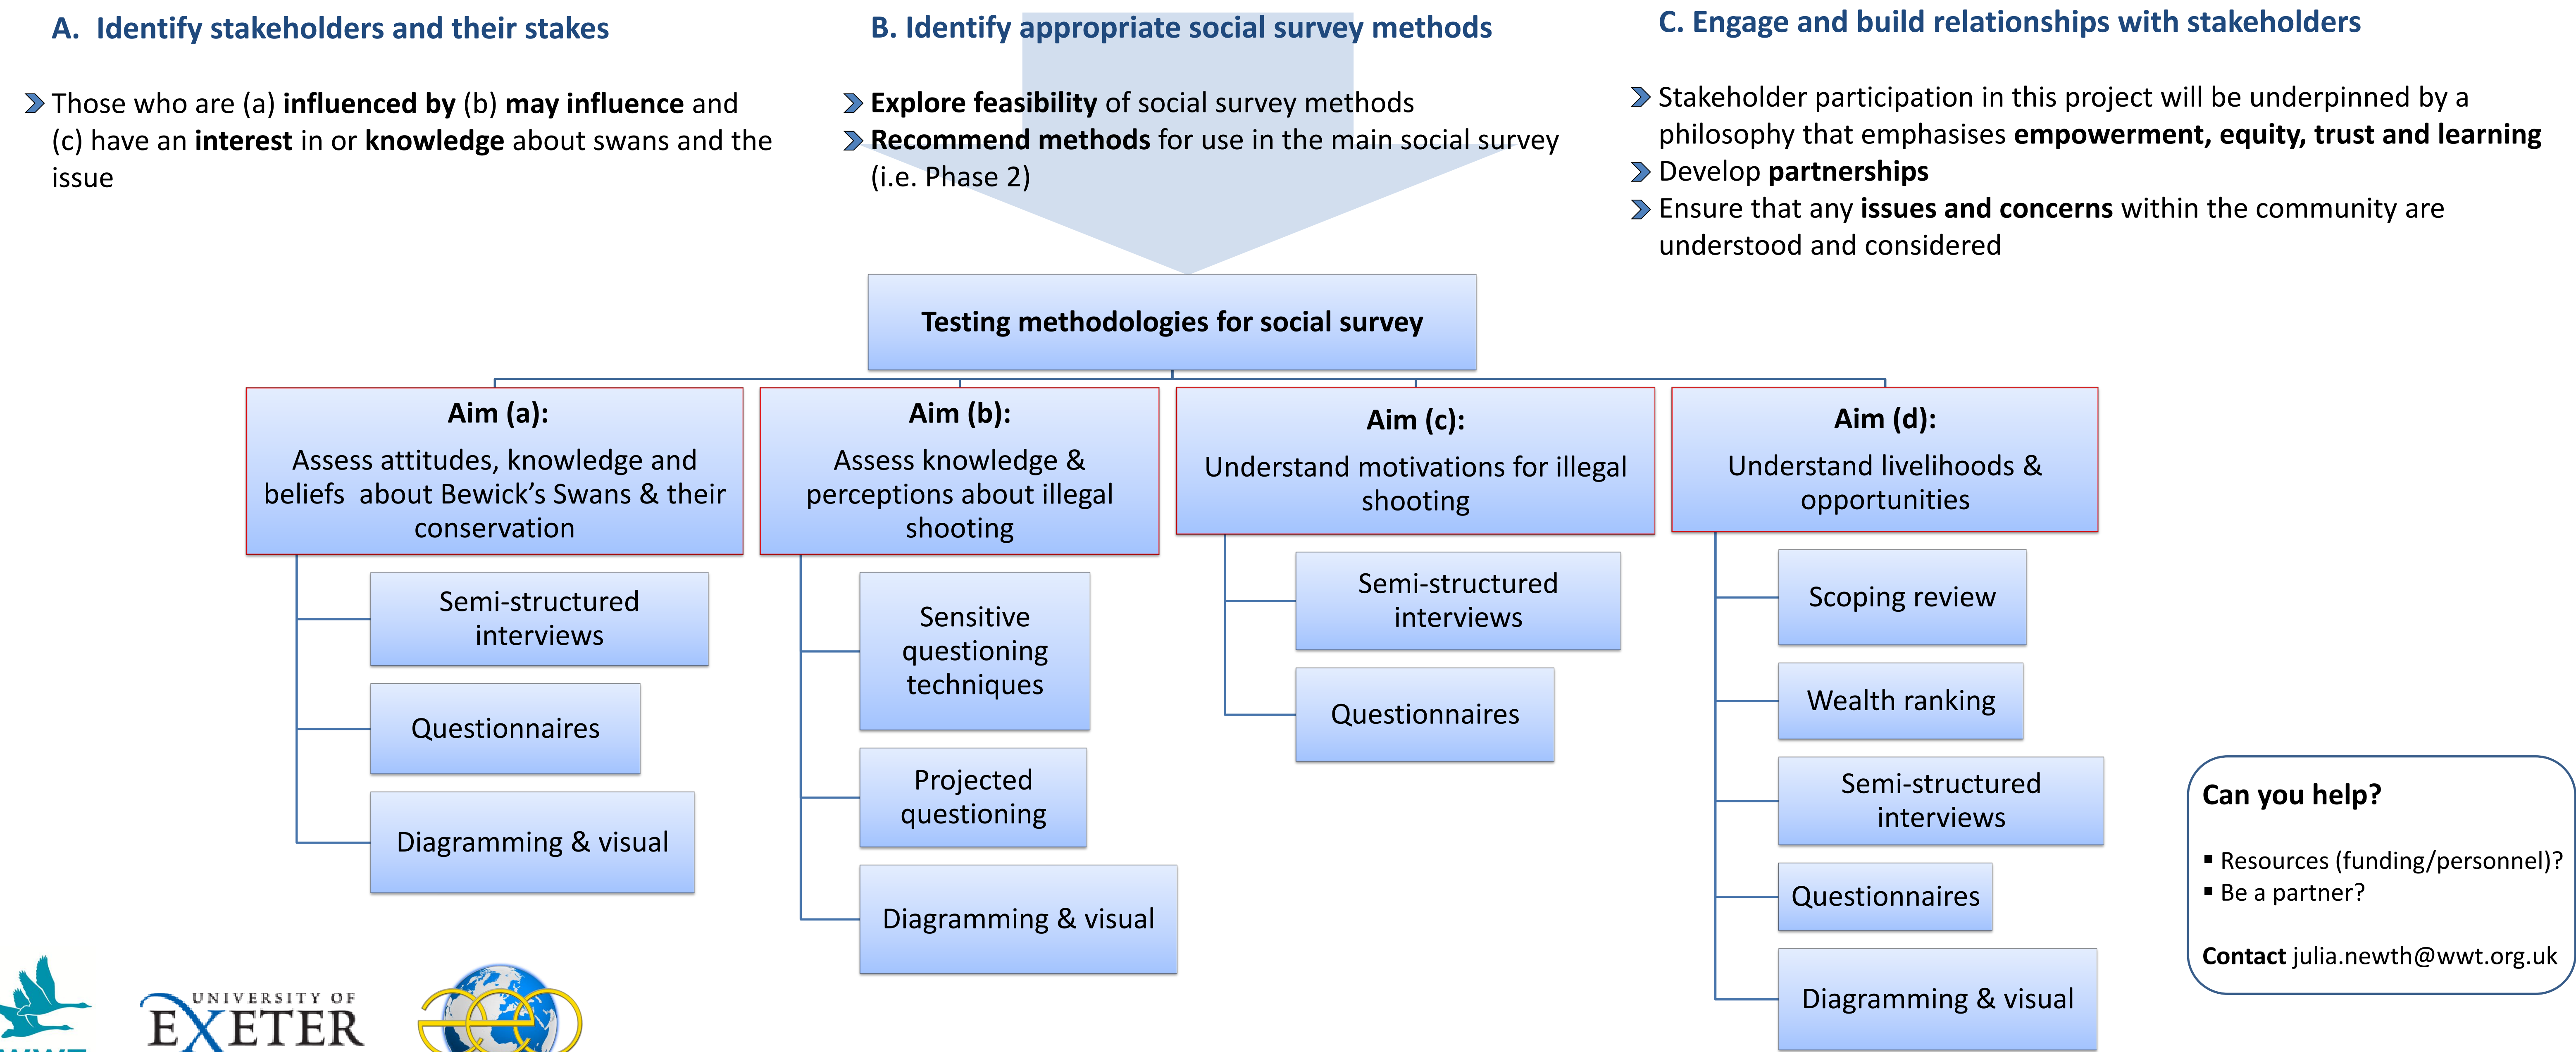 A. Identify stakeholders and their stakes
Those who are (a) influenced by (b) may influence and
(c) have an interest in or knowledge about swans and the
issue
B. Identify appropriate social survey methods
Explore feasibility of social survey methods
Recommend methods for use in the main social survey
(i.e. Phase 2)
C. Engage and build relationships with stakeholders
Stakeholder participation in this project will be underpinned by a
philosophy that emphasises empowerment, equity, trust and learning
Develop partnerships
Ensure that any issues and concerns within the community are
understood and considered
Testing methodologies for social survey
Aim (a):
Assess attitudes, knowledge and
beliefs about Bewick's Swans & their
conservation
Semi-structured
interviews
Questionnaires
Diagramming & visual
Aim (b):
Assess knowledge &
perceptions about illegal
shooting
Sensitive
questioning
techniques
Projected
questioning
Diagramming & visual
Aim (c):
Understand motivations for illegal
shooting
Semi-structured
interviews
Questionnaires
Aim (d):
Understand livelihoods &
opportunities
Scoping review
Wealth ranking
Semi-structured
interviews
Questionnaires
Diagramming & visual
Can you help?
▪ Resources (funding/personnel)?
▪ Be a partner?
Contact julia.newth@wwt.org.uk
WWT
UNIVERSITY OF
EXETER